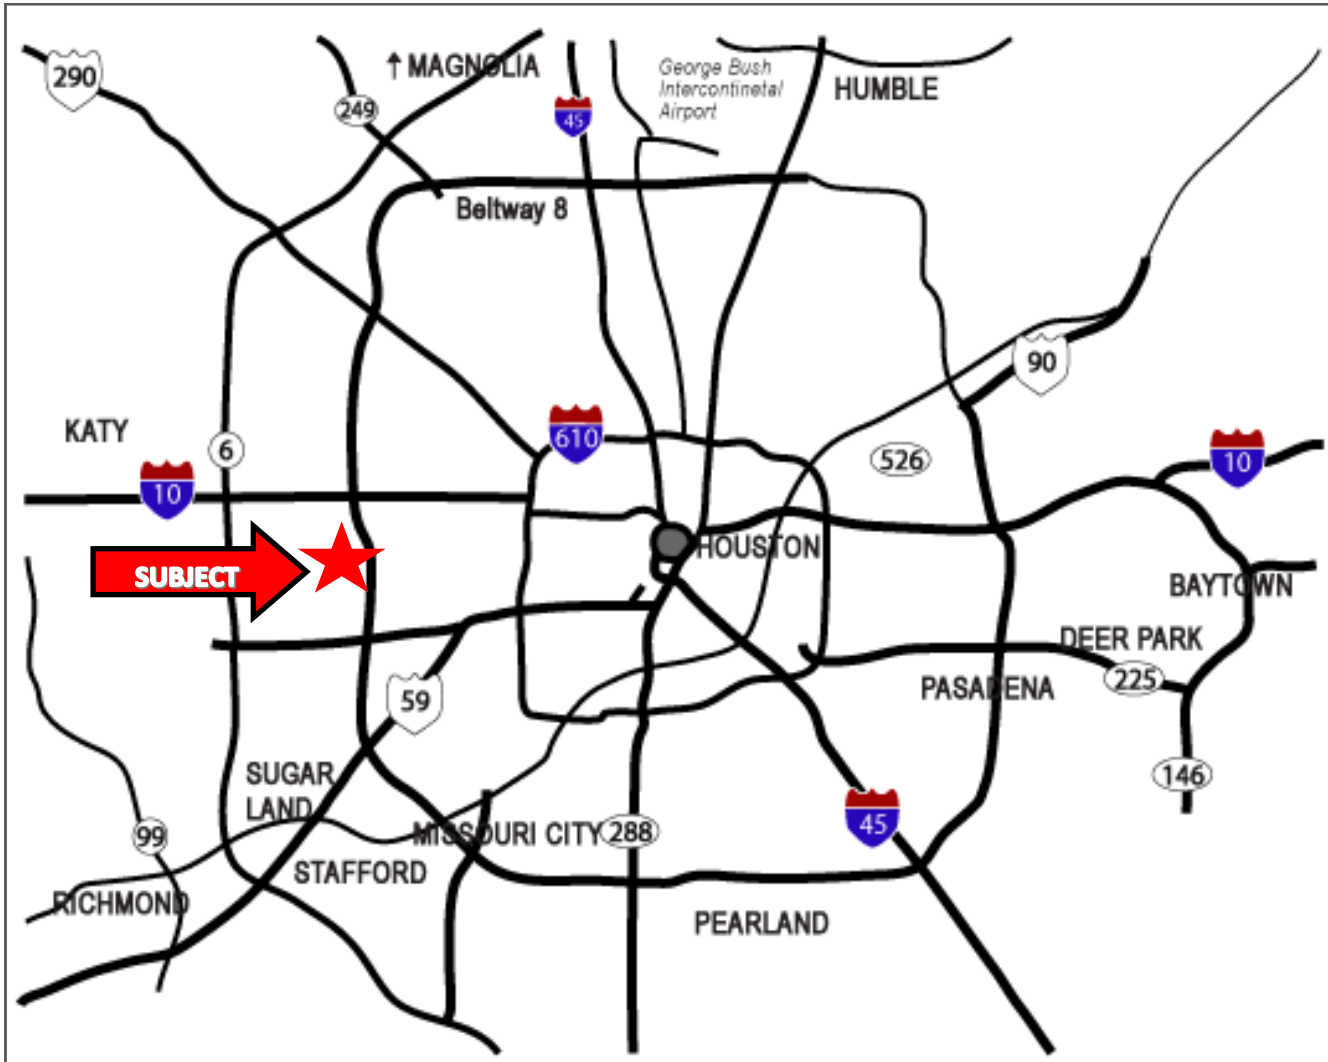 290
249
MAGNOLIA
45
George Bush
Intercontinetal
Airport
HUMBLE
Beltway 8
90
KATY
6
610
526
10
10
HOUSTON
SUBJECT
BAYTOWN
DEER PARK
225
PASADENA
59
SUGAR
LAND
146
99
MISSOURI CITY
288
45
STAFFORD
RICHMOND
PEARLAND